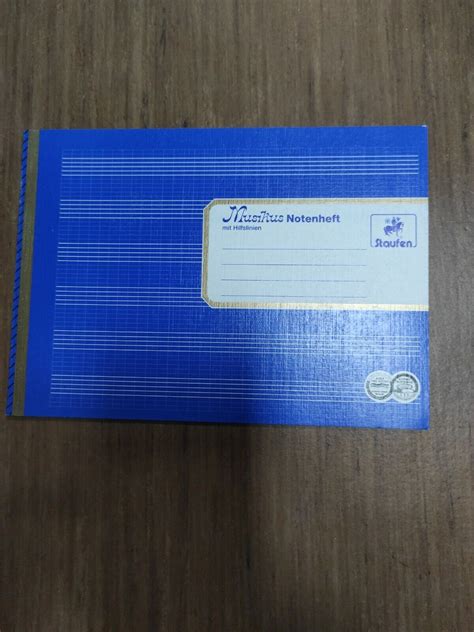 Musikus Notenheft
mit Hilfslinien
Staufen